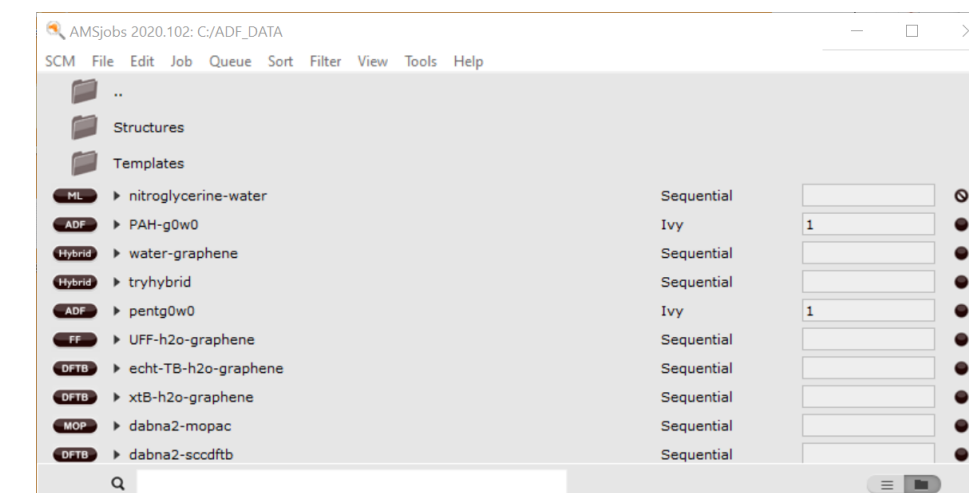 AMSjobs 2020.102: C:/ADF_DATA
SCM File Edit Job Queue Sort Filter View Tools Help
..
Structures
Templates
ML nitroglycerine-water Sequential
ADF PAH-g0w0 Ivy 1
Hybrid water-graphene Sequential
Hybrid tryhybrid Sequential
ADF pentg0w0 Ivy 1
FF UFF-h2o-graphene Sequential
DFTB echt-TB-h2o-graphene Sequential
DFTB xtB-h2o-graphene Sequential
MOP dabna2-mopac Sequential
DFTB dabna2-sccdftb Sequential